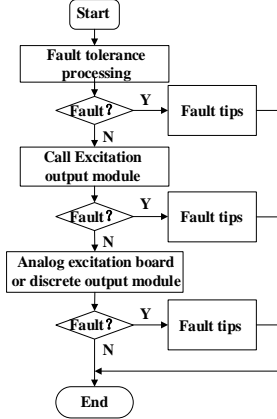 Start
Fault tolerance
processing
Fault?
Y
Fault tips
N
Call Excitation
output module
Fault?
Y
Fault tips
N
Analog excitation board
or discrete output module
Fault?
Y
Fault tips
N
End